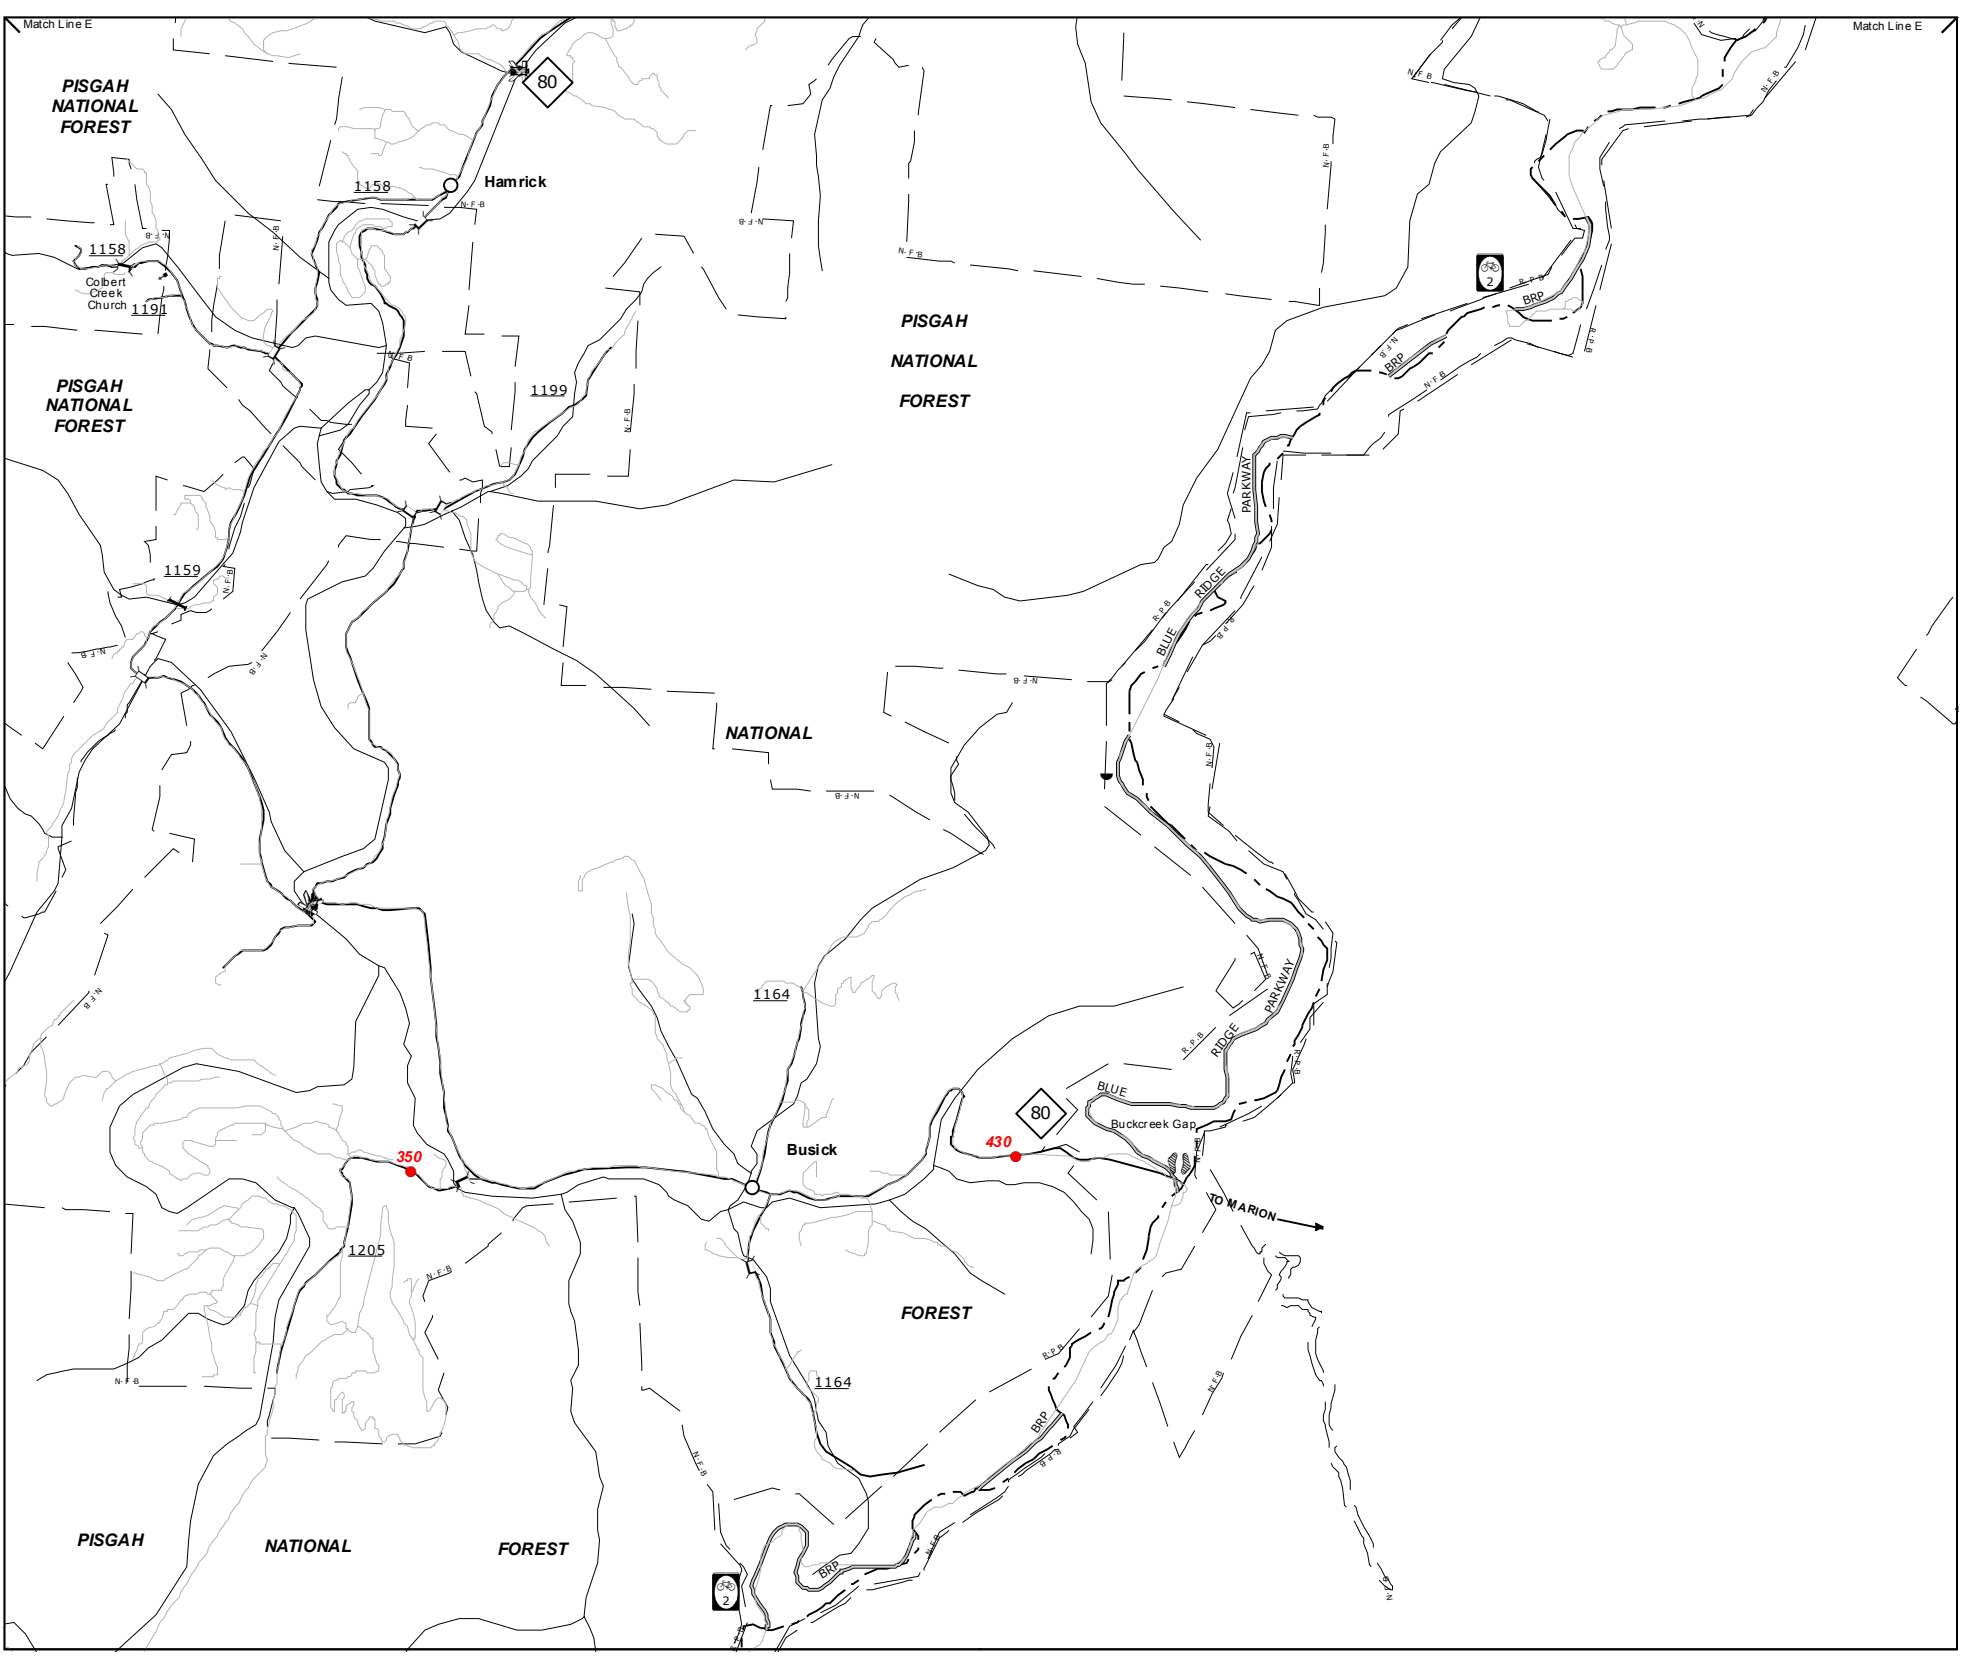 Match Line E
Match Line E
N-F-B
N-F-B
N-F-B
PISGAH
NATIONAL
FOREST
80
N-F-B
1158
Hamrick
N-F-B
N-F-B
N-F-B
N-F-B
1158
N-F-B
Colbert
Creek
Church
1191
2
R-P-B
BRP
PISGAH
NATIONAL
FOREST
N-F-B
BRP
R-P-B
N-F-B
N-F-B
PISGAH
NATIONAL
FOREST
1199
N-F-B
PARKWAY
1159
N-F-B
RIDGE
R-P-B
BLUE
R-P-B
N-F-B
N-F-B
N-F-B
NATIONAL
N-F-B
N-F-B
N-F-B
1164
N-F-B
PARKWAY
RIDGE
R-P-B
R-P-B
BLUE
80
Buckcreek Gap
430
Busick
350
N-P-B
TO MARION
1205
N-F-B
FOREST
R-P-B
1164
N-F-B
N-F-B
BRP
R-P-B
N-F-B
PISGAH
NATIONAL
FOREST
N-F-B
BRP
2
N-F-B
R-P-B